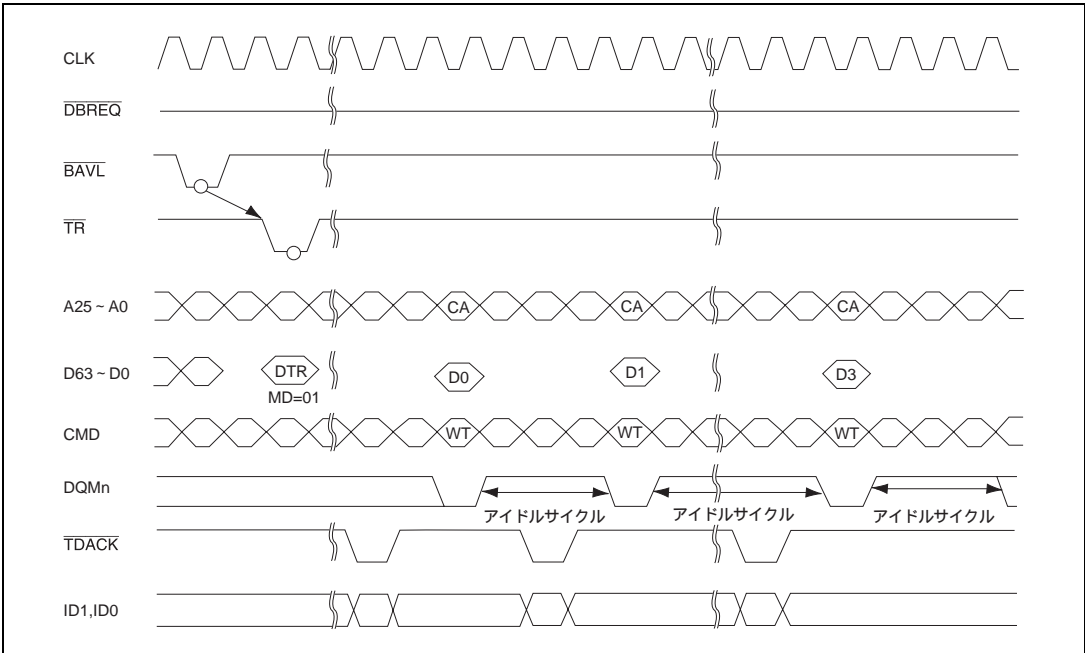 CLK
DBREQ
BAVL
TR
A25 ~ A0 CA CA CA
D63 ~ D0 DTR D0 D1 D3
MD=01
CMD WT WT WT
DQMn
アイドルサイクル アイドルサイクル アイドルサイクル
TDACK
ID1,ID0